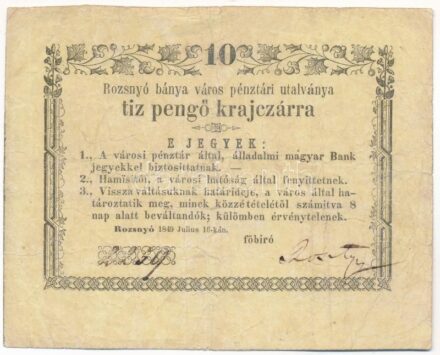 10
Rozsnyó bánya város pénztári utalványa
tiz pengő krajczárra
E JEGYEK:
1., A városi pénztár által, álladalmi magyar Bank
jegyekkel biztosíttatnak. —
2., Hamisítói, a városi hatóság által fenyíttetnek.
3., Vissza váltásuknak határideje, a város által ha-
tároztatik meg, minek közzétételétől számítva 8
nap alatt beváltandók; külömben érvénytelenek.
Rozsnyó 1849 Julius 16-kán.
főbiró